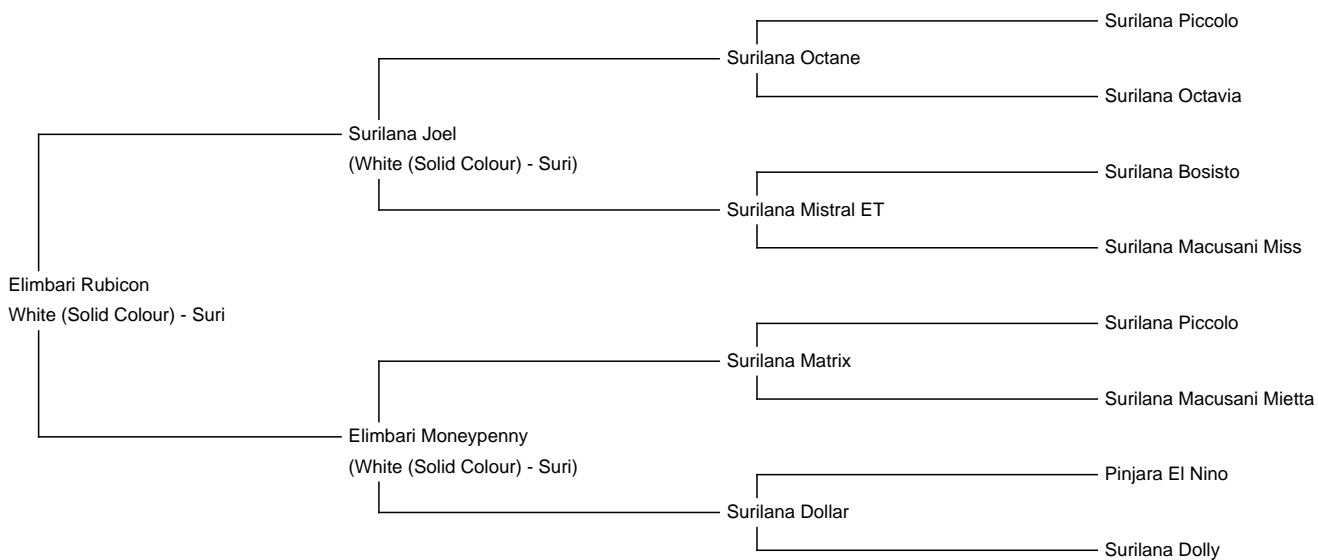 Surilana Piccolo
Surilana Octane
Surilana Octavia
Surilana Joel
(White (Solid Colour) - Suri)
Surilana Bosisto
Surilana Mistral ET
Surilana Macusani Miss
Elimbari Rubicon
White (Solid Colour) - Suri
Surilana Piccolo
Surilana Matrix
Surilana Macusani Mietta
Elimbari Moneypenny
(White (Solid Colour) - Suri)
Pinjara El Nino
Surilana Dollar
Surilana Dolly